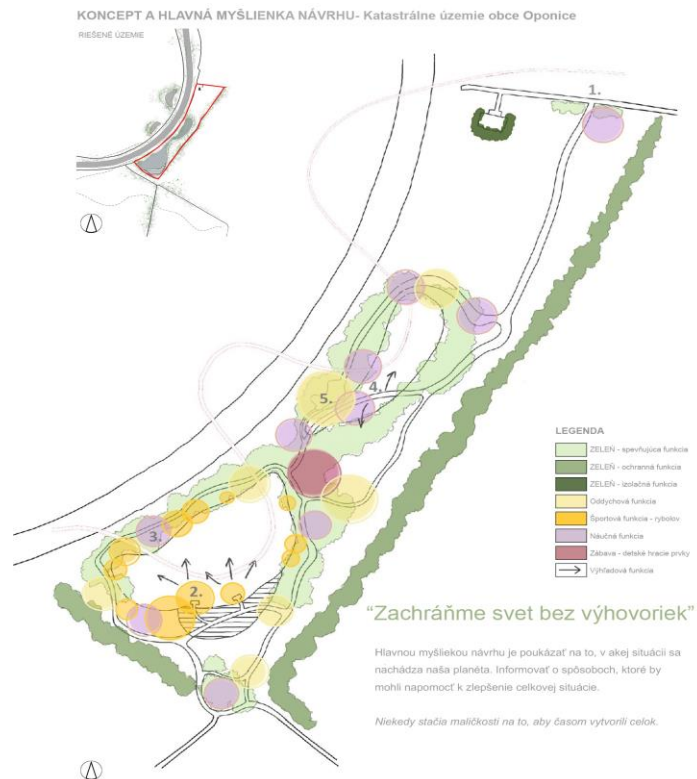 KONCEPT A HLAVNÁ MYŠLIENKA NÁVRHU- Katastrálne územie obce Oponice
RIEŠENÉ ÚZEMIE
1.
4.
5.
3.
2.
LEGENDA
ZELEŇ - spevňujúca funkcia
ZELEŇ - ochranná funkcia
ZELEŇ - izolačná funkcia
Oddychová funkcia
Športová funkcia - rybolov
Náučná funkcia
Zábava - detské hracie prvky
Výhľadová funkcia
“Zachráňme svet bez výhovoriek”
Hlavnou myšliekou návrhu je poukázať na to, v akej situácii sa
nachádza naša planéta. Informovať o spôsoboch, ktoré by
mohli napomocť k zlepšenie celkovej situácie.
Niekedy stačia maličkosti na to, aby časom vytvorili celok.